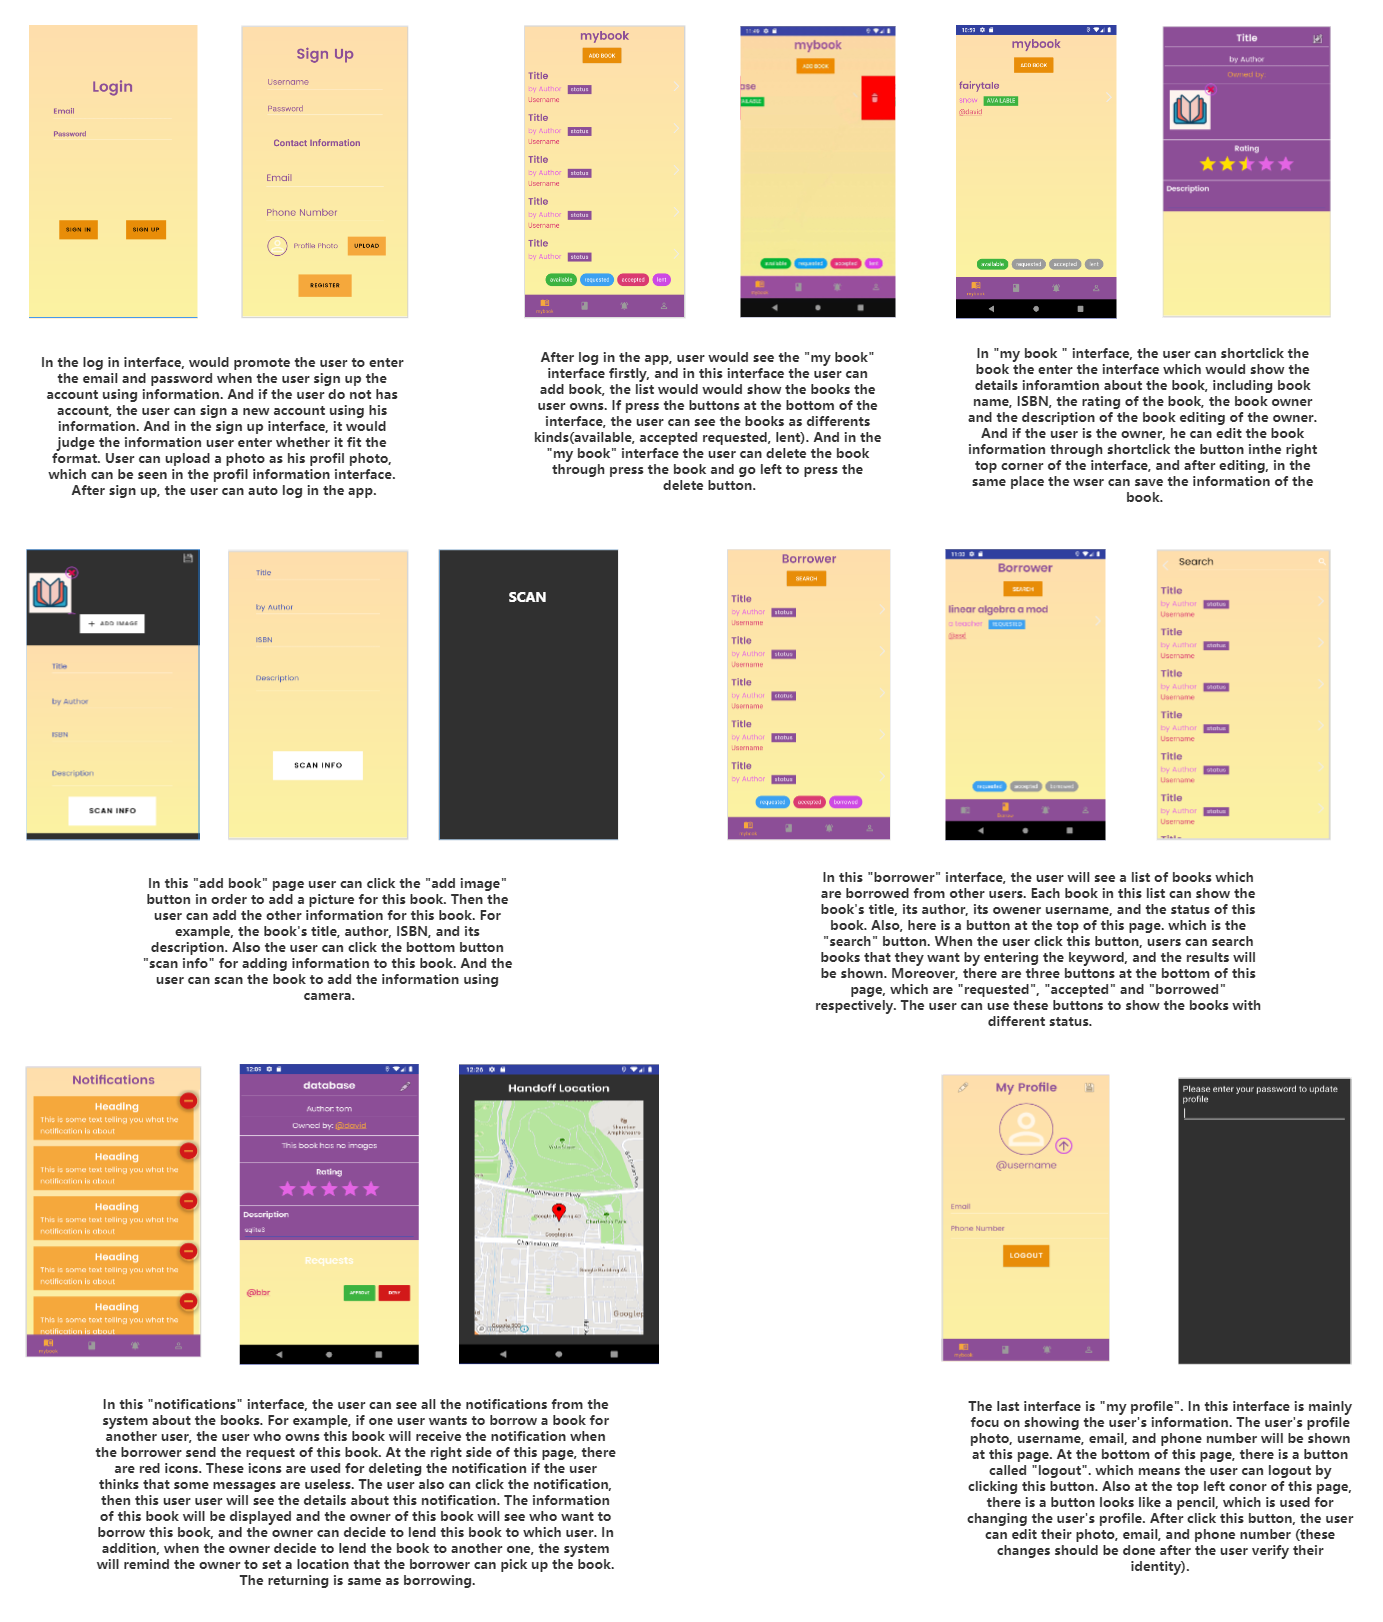 Login
Email
Password
SIGN IN
SIGN UP
Sign Up
Username
Password
Contact Information
Email
Phone Number
Profile Photo
UPLOAD
REGISTER
mybook
ADD BOOK
Title
by Author status
Username
Title
by Author status
Username
Title
by Author status
Username
Title
by Author status
Username
Title
by Author status
available requested accepted lent
mybook
11:46
mybook
ADD BOOK
ase
AILABLE
available requested accepted lent
mybook
10:59
mybook
ADD BOOK
fairytale
snow AVAILABLE
@david
available requested accepted lent
mybook
Title
by Author
Owned by:
Rating
Description
In the log in interface, would promote the user to enter
the email and password when the user sign up the
account using information. And if the user do not has
account, the user can sign a new account using his
information. And in the sign up interface, it would
judge the information user enter whether it fit the
format. User can upload a photo as his profil photo,
which can be seen in the profil information interface.
After sign up, the user can auto log in the app.
After log in the app, user would see the "my book"
interface firstly, and in this interface the user can
add book, the list would would show the books the
user owns. If press the buttons at the bottom of the
interface, the user can see the books as differents
kinds(available, accepted requested, lent). And in the
"my book" interface the user can delete the book
through press the book and go left to press the
delete button.
In "my book " interface, the user can shortclick the
book the enter the interface which would show the
details inforamtion about the book, including book
name, ISBN, the rating of the book, the book owner
and the description of the book editing of the owner.
And if the user is the owner, he can edit the book
information through shortclick the button inthe right
top corner of the interface, and after editing, in the
same place the wser can save the information of the
book.
ADD IMAGE
Title
by Author
ISBN
Description
SCAN INFO
Title
by Author
ISBN
Description
SCAN INFO
SCAN
Borrower
SEARCH
Title
by Author status
Username
Title
by Author status
Username
Title
by Author status
Username
Title
by Author status
Username
Title
by Author status
requested accepted borrowed
mybook
11:53
Borrower
SEARCH
linear algebra a mod
a teacher REQUESTED
requested accepted borrowed
Borrow
Search
Title
by Author status
Username
Title
by Author status
Username
Title
by Author status
Username
Title
by Author status
Username
Title
by Author status
Username
Title
by Author status
Username
Title
In this "add book" page user can click the "add image"
button in order to add a picture for this book. Then the
user can add the other information for this book. For
example, the book's title, author, ISBN, and its
description. Also the user can click the bottom button
"scan info" for adding information to this book. And the
user can scan the book to add the information using
camera.
In this "borrower" interface, the user will see a list of books which
are borrowed from other users. Each book in this list can show the
book's title, its author, its owener username, and the status of this
book. Also, here is a button at the top of this page. which is the
"search" button. When the user click this button, users can search
books that they want by entering the keyword, and the results will
be shown. Moreover, there are three buttons at the bottom of this
page, which are "requested", "accepted" and "borrowed"
respectively. The user can use these buttons to show the books with
different status.
Notifications
Heading
This is some text telling you what the
notification is about
Heading
This is some text telling you what the
notification is about
Heading
This is some text telling you what the
notification is about
Heading
This is some text telling you what the
notification is about
Heading
This is some text telling you what the
notification is about
mybook
12:09
database
Author: tom
Owned by: @david
This book has no images
Rating
Description
sqlite3
Requests
@bbr APPROVE DENY
12:26
Handoff Location
Vista Slope
Shoreline
Amphitheatre
Amphitheatre Pkwy
Google Building 40
Charleston Park
Googleplex
Charleston Rd
Google Building 45
Googlep
My Profile
@username
Email
Phone Number
LOGOUT
mybook
Please enter your password to update
profile
In this "notifications" interface, the user can see all the notifications from the
system about the books. For example, if one user wants to borrow a book for
another user, the user who owns this book will receive the notification when
the borrower send the request of this book. At the right side of this page, there
are red icons. These icons are used for deleting the notification if the user
thinks that some messages are useless. The user also can click the notification,
then this user user will see the details about this notification. The information
of this book will be displayed and the owner of this book will see who want to
borrow this book, and the owner can decide to lend this book to which user. In
addition, when the owner decide to lend the book to another one, the system
will remind the owner to set a location that the borrower can pick up the book.
The returning is same as borrowing.
The last interface is "my profile". In this interface is mainly
focu on showing the user's information. The user's profile
photo, username, email, and phone number will be shown
at this page. At the bottom of this page, there is a button
called "logout". which means the user can logout by
clicking this button. Also at the top left conor of this page,
there is a button looks like a pencil, which is used for
changing the user's profile. After click this button, the user
can edit their photo, email, and phone number (these
changes should be done after the user verify their
identity).